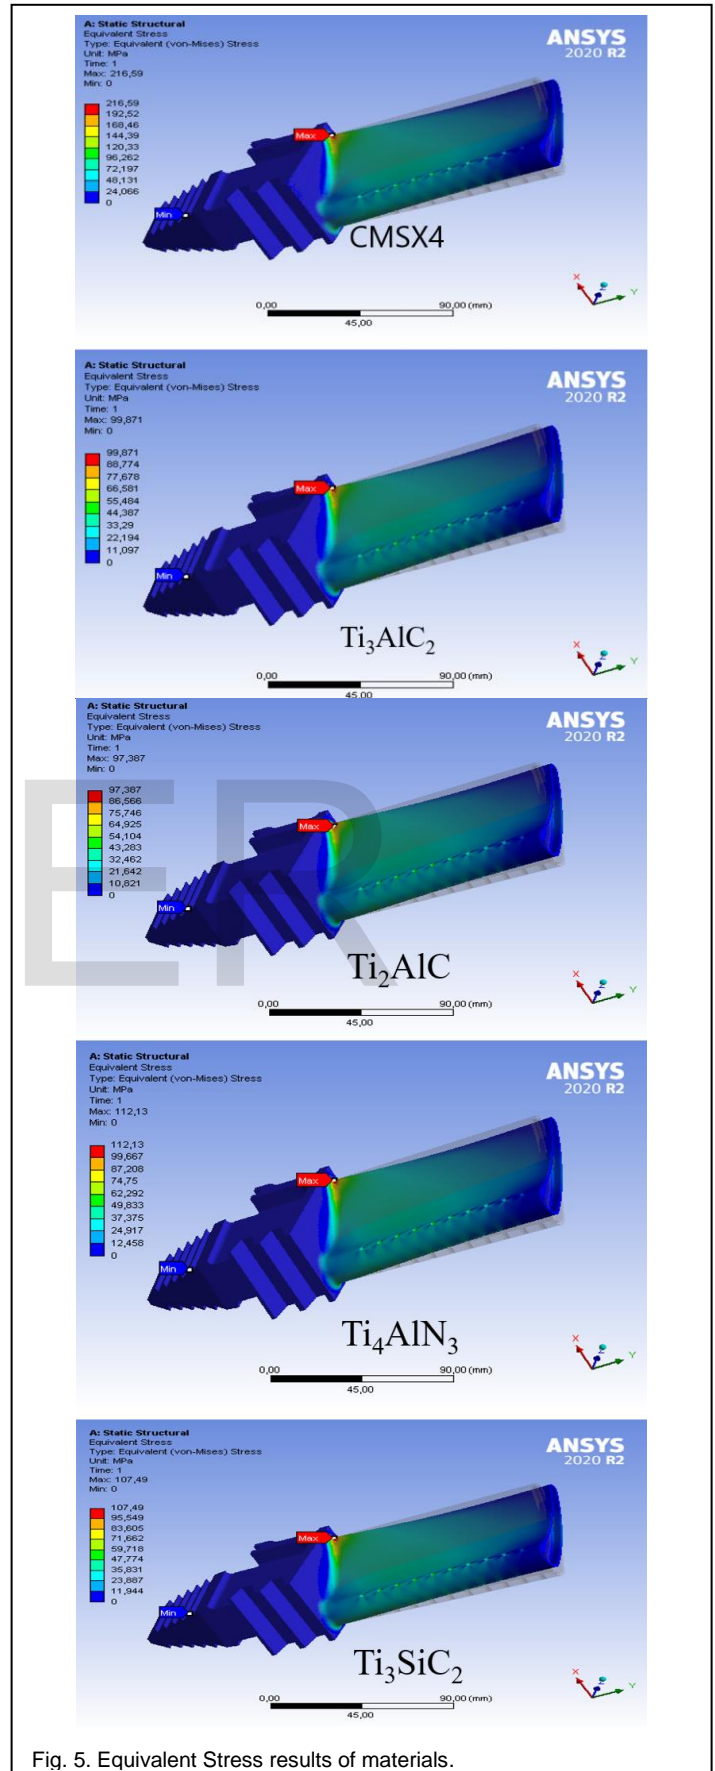 A: Static Structural
Equivalent Stress
Type: Equivalent (von-Mises) Stress
Unit: MPa
Time: 1
Max: 216,59
Min: 0
ANSYS
2020 R2
216,59
192,52
168,46
144,39
120,33
96,262
72,197
48,131
24,066
0
Max
Min
CMSX4
0,00
90,00 (mm)
45,00
X
Z
Y
A: Static Structural
Equivalent Stress
Type: Equivalent (von-Mises) Stress
Unit: MPa
Time: 1
Max: 99,871
Min: 0
ANSYS
2020 R2
99,871
88,774
77,678
66,581
55,484
44,387
33,29
22,194
11,097
0
Max
Min
Ti₃AlC₂
0,00
90,00 (mm)
45,00
X
Z
Y
A: Static Structural
Equivalent Stress
Type: Equivalent (von-Mises) Stress
Unit: MPa
Time: 1
Max: 97,387
Min: 0
ANSYS
2020 R2
97,387
86,566
75,746
64,925
54,104
43,283
32,462
21,642
10,821
0
Max
Min
ER
Ti₂AlC
0,00
90,00 (mm)
45,00
X
Z
Y
A: Static Structural
Equivalent Stress
Type: Equivalent (von-Mises) Stress
Unit: MPa
Time: 1
Max: 112,13
Min: 0
ANSYS
2020 R2
112,13
99,667
87,208
74,75
62,292
49,833
37,375
24,917
12,458
0
Max
Min
Ti₄AlN₃
0,00
90,00 (mm)
45,00
X
Z
Y
A: Static Structural
Equivalent Stress
Type: Equivalent (von-Mises) Stress
Unit: MPa
Time: 1
Max: 107,49
Min: 0
ANSYS
2020 R2
107,49
95,549
83,605
71,662
59,718
47,774
35,831
23,887
11,944
0
Max
Min
Ti₃SiC₂
0,00
90,00 (mm)
45,00
X
Z
Y
Fig. 5. Equivalent Stress results of materials.